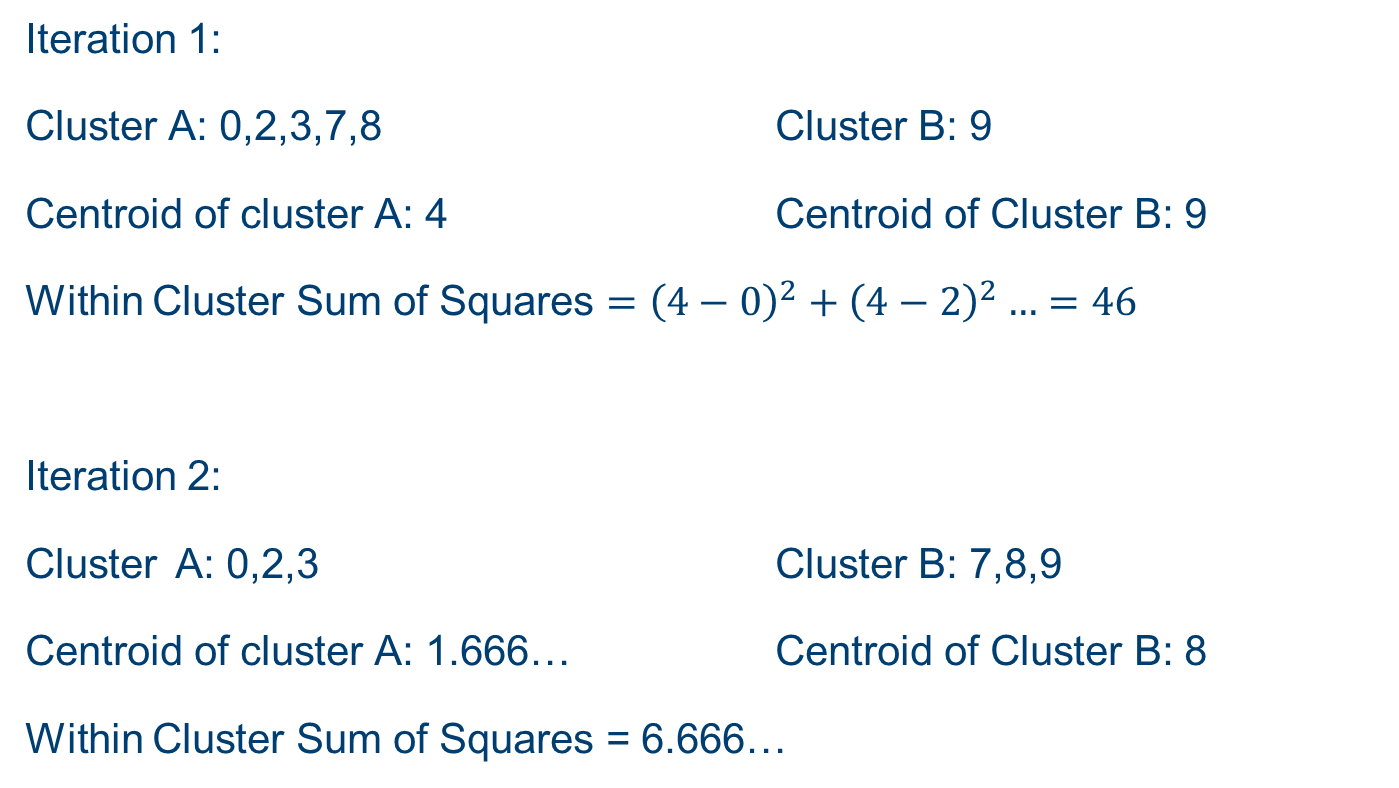 Iteration 1:
Cluster A: 0,2,3,7,8 Cluster B: 9
Centroid of cluster A: 4 Centroid of Cluster B: 9
Within Cluster Sum of Squares = (4 − 0)² + (4 − 2)² … = 46
Iteration 2:
Cluster A: 0,2,3 Cluster B: 7,8,9
Centroid of cluster A: 1.666… Centroid of Cluster B: 8
Within Cluster Sum of Squares = 6.666…